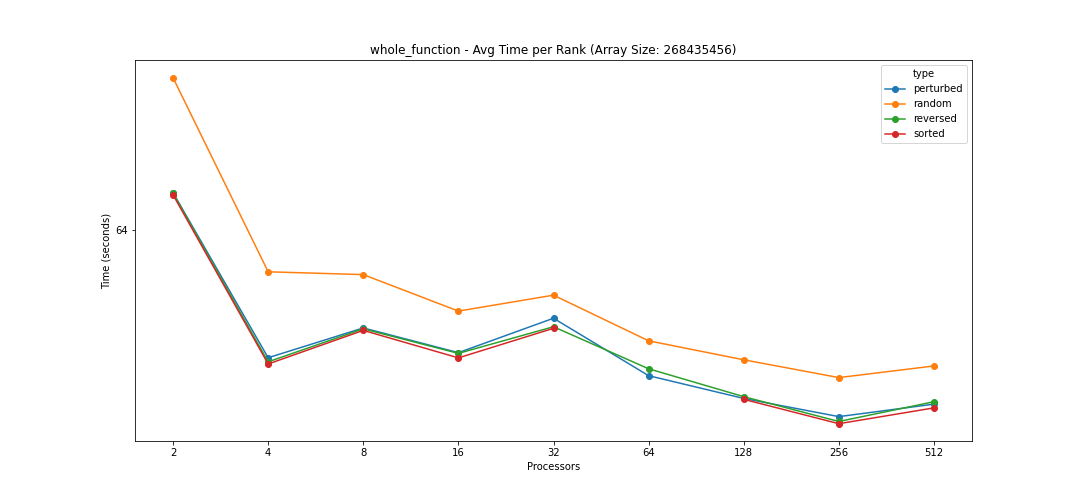 whole_function - Avg Time per Rank (Array Size: 268435456)
type
perturbed
random
reversed
sorted
Time (seconds)
64
2 4 8 16 32 64 128 256 512
Processors